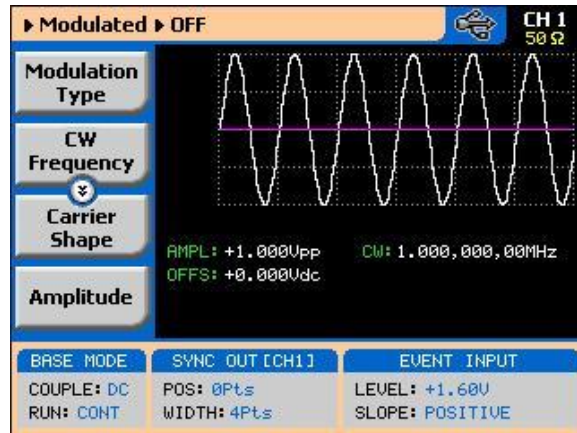 ▶ Modulated ▶ OFF
CH 1
50 Ω
Modulation
Type
CW
Frequency
Carrier
Shape
Amplitude
AMPL: +1.000Vpp CW: 1.000,000,00MHz
OFFS: +0.000Vdc
BASE MODE
COUPLE: DC
RUN: CONT
SYNC OUT [CH1]
POS: 0Pts
WIDTH: 4Pts
EVENT INPUT
LEVEL: +1.60V
SLOPE: POSITIVE